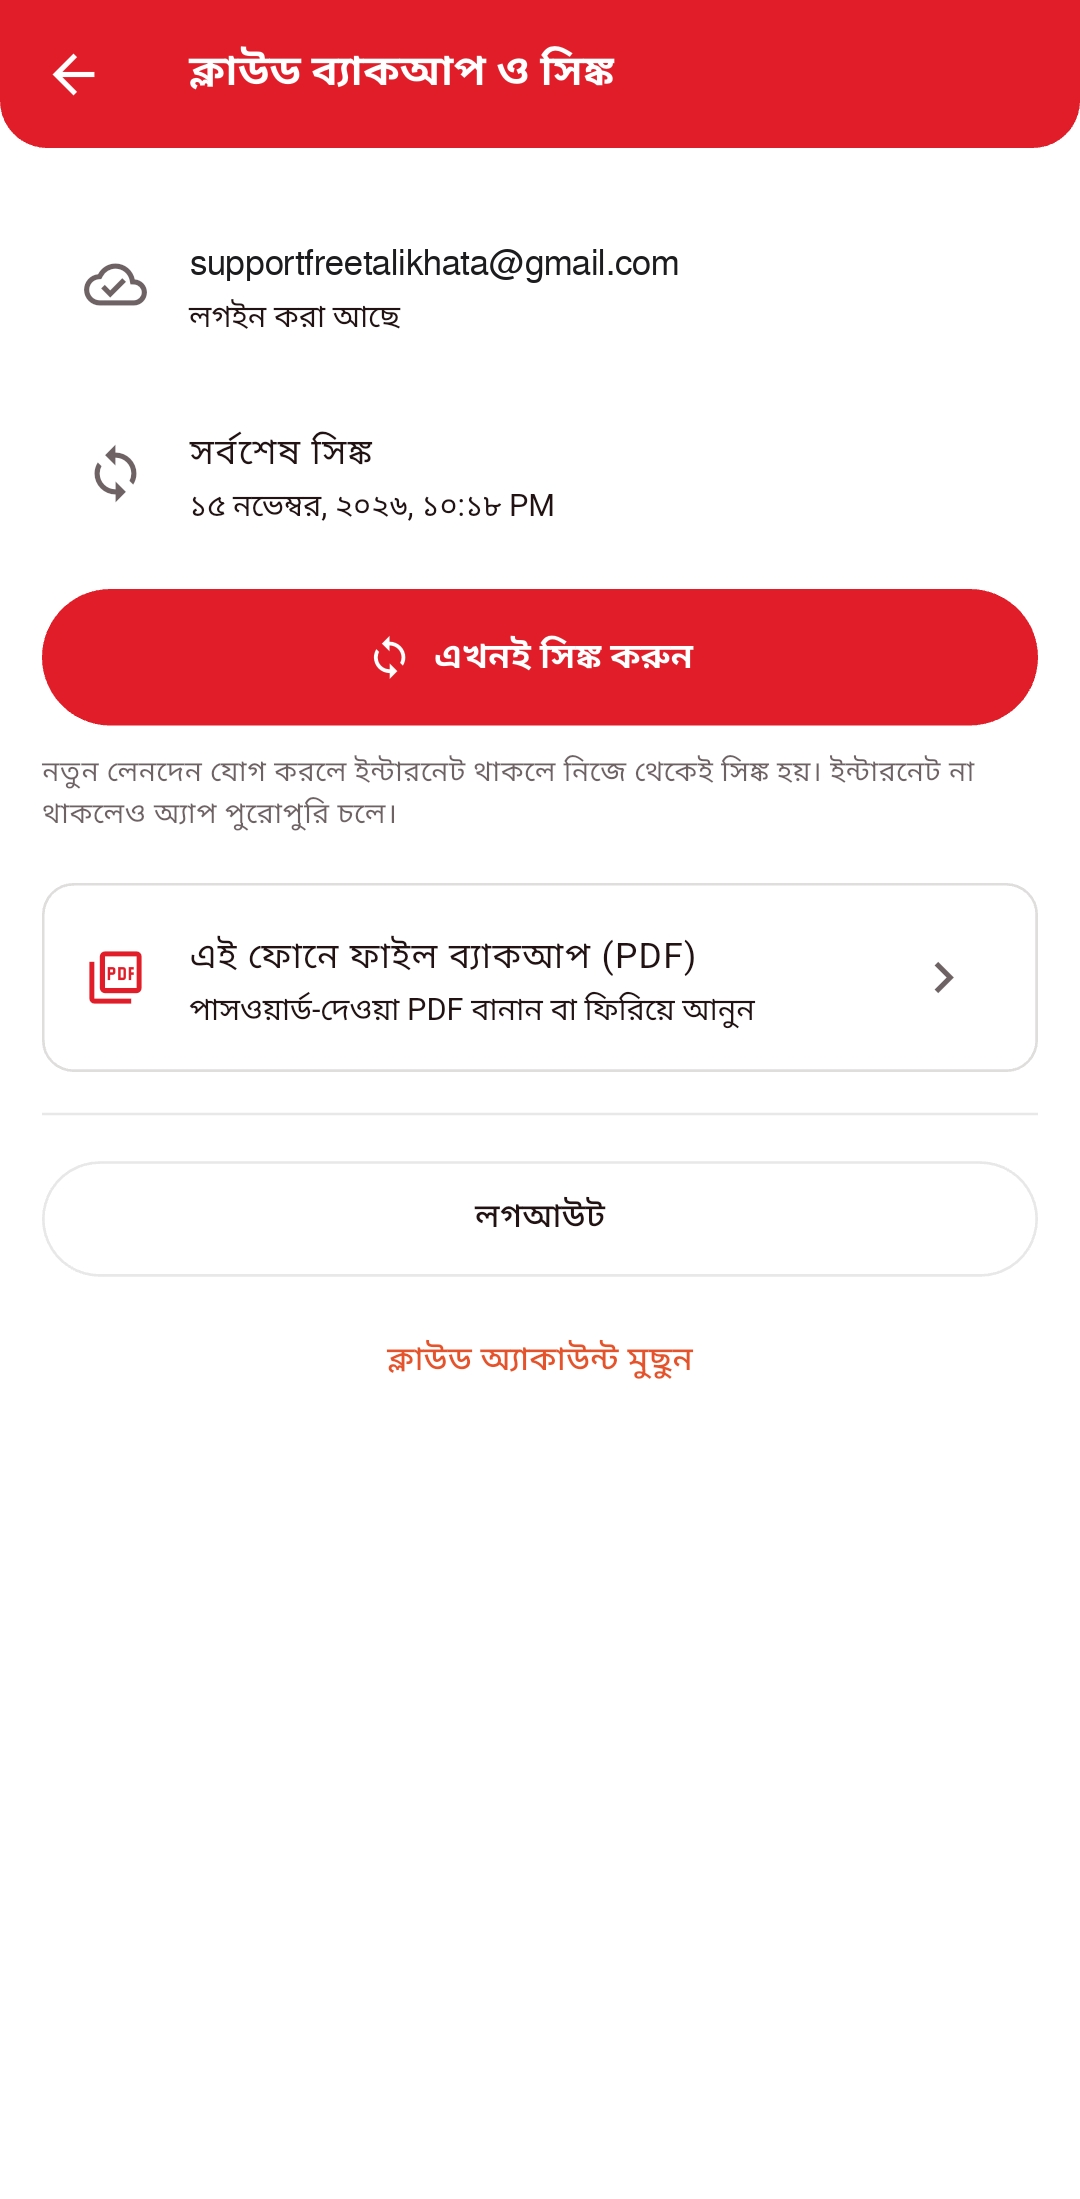 ক্লাউড ব্যাকআপ ও সিঙ্ক
supportfreetalikhata@gmail.com
লগইন করা আছে
সর্বশেষ সিঙ্ক
১৫ নভেম্বর, ২০২৬, ১০:১৮ PM
এখনই সিঙ্ক করুন
নতুন লেনদেন যোগ করলে ইন্টারনেট থাকলে নিজে থেকেই সিঙ্ক হয়। ইন্টারনেট না
থাকলেও অ্যাপ পুরোপুরি চলে।
PDF
এই ফোনে ফাইল ব্যাকআপ (PDF)
পাসওয়ার্ড-দেওয়া PDF বানান বা ফিরিয়ে আনুন
লগআউট
ক্লাউড অ্যাকাউন্ট মুছুন